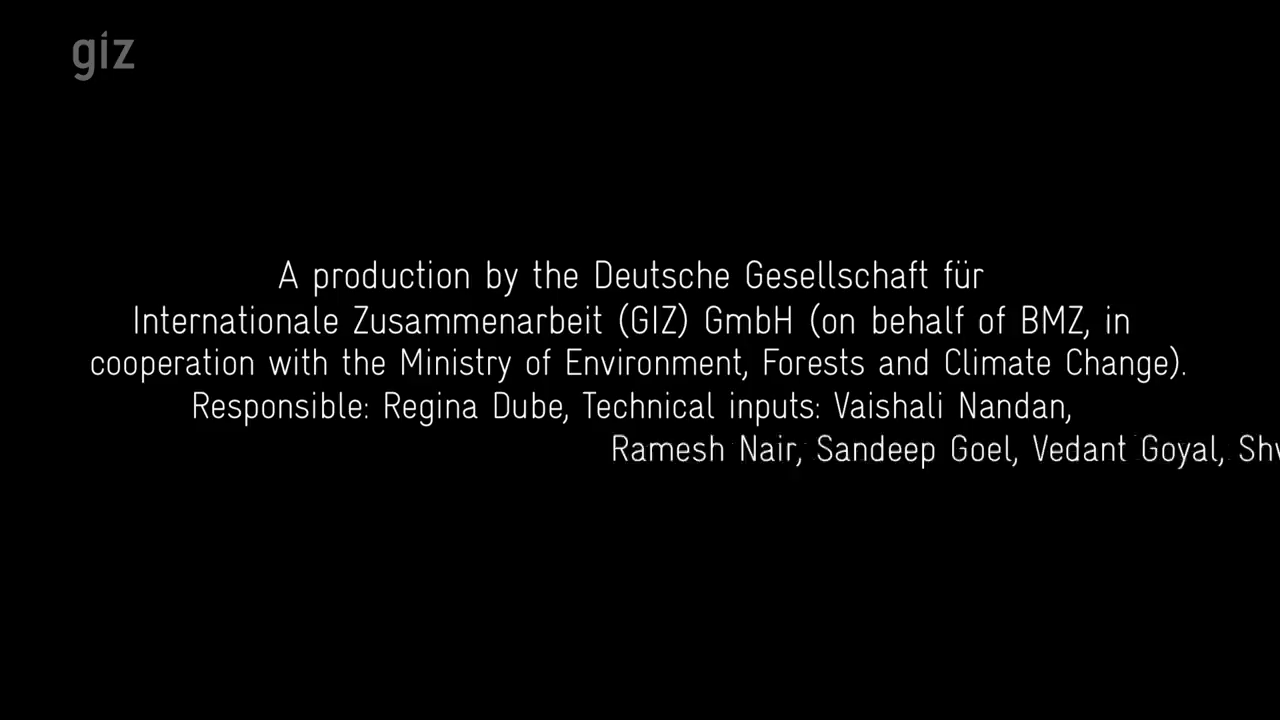 giz
A production by the Deutsche Gesellschaft für
Internationale Zusammenarbeit (GIZ) GmbH (on behalf of BMZ, in
cooperation with the Ministry of Environment, Forests and Climate Change).
Responsible: Regina Dube, Technical inputs: Vaishali Nandan,
Ramesh Nair, Sandeep Goel, Vedant Goyal,